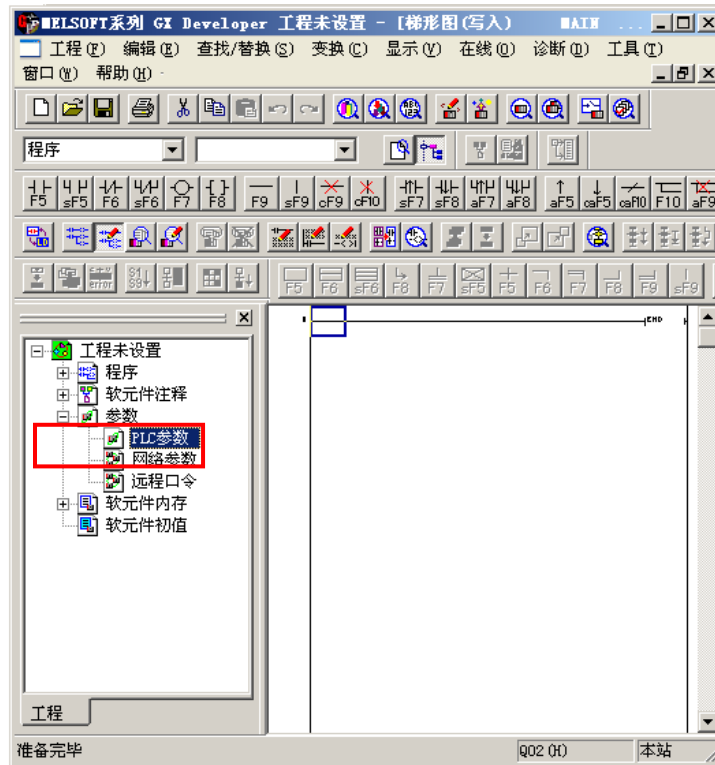 MELSOFT系列 GX Developer 工程未设置 - [梯形图(写入) MAIN ...
工程(F) 编辑(E) 查找/替换(S) 变换(C) 显示(V) 在线(O) 诊断(D) 工具(T)
窗口(W) 帮助(H)
程序
F5 sF5 F6 sF6 F7 F8 F9 sF9 cF9 cF10 sF7 sF8 aF7 aF8 aF5 caF5 caF10 F10 aF9
error
F5 F6 sF6 F8 F7 sF5 F5 F6 F7 F8 F9 sF9
END
工程未设置
程序
软元件注释
参数
PLC参数
网络参数
远程口令
软元件内存
软元件初值
工程
准备完毕 Q02(H) 本站